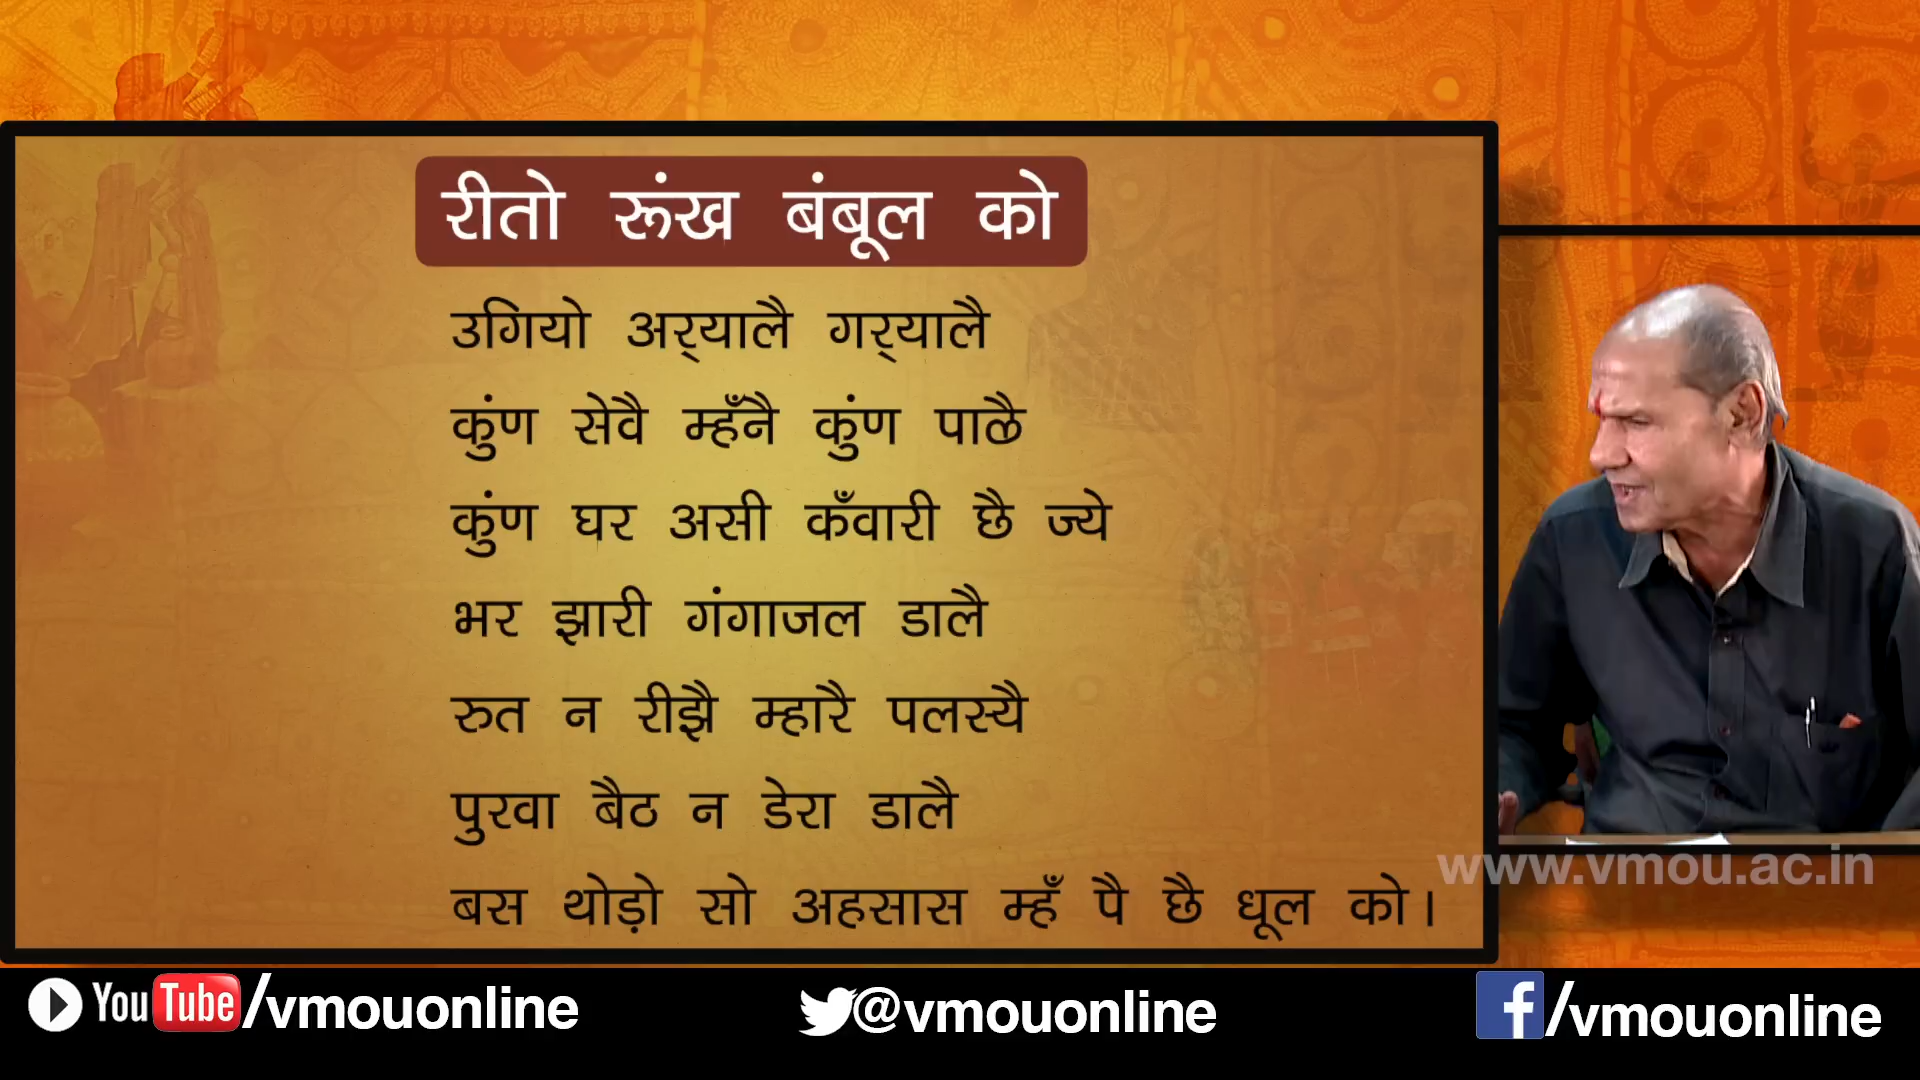 रीतो रूंख बंबूल को
उगियो अर्‌यालै गर्‌यालै
कुंण सेवै म्हँनै कुंण पाळै
कुंण घर असी कँवारी छै ज्ये
भर झारी गंगाजल डालै
रुत न रीझै म्हारै पलस्यै
पुरवा बैठ न डेरा डालै
बस थोड़ो सो अहसास म्हँ पै छै धूल को।
www.vmou.ac.in
YouTube/vmouonline
@vmouonline
f/vmouonline